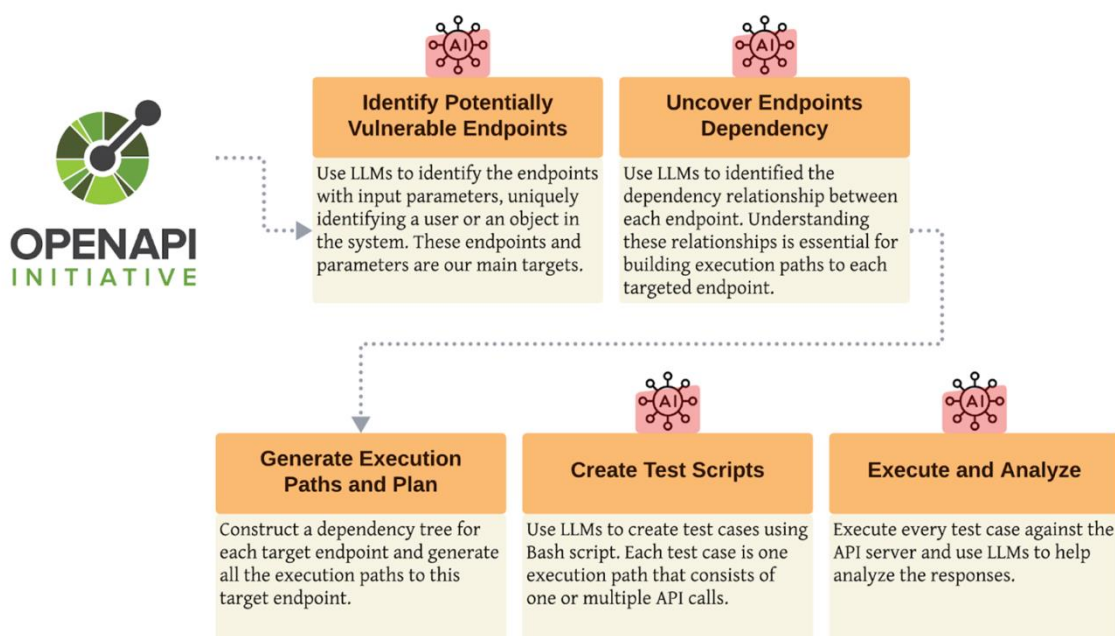 OPENAPI
INITIATIVE
AI
Identify Potentially
Vulnerable Endpoints
Use LLMs to identify the endpoints
with input parameters, uniquely
identifying a user or an object in
the system. These endpoints and
parameters are our main targets.
AI
Uncover Endpoints
Dependency
Use LLMs to identified the
dependency relationship between
each endpoint. Understanding
these relationships is essential for
building execution paths to each
targeted endpoint.
Generate Execution
Paths and Plan
Construct a dependency tree for
each target endpoint and generate
all the execution paths to this
target endpoint.
AI
Create Test Scripts
Use LLMs to create test cases using
Bash script. Each test case is one
execution path that consists of
one or multiple API calls.
AI
Execute and Analyze
Execute every test case against the
API server and use LLMs to help
analyze the responses.